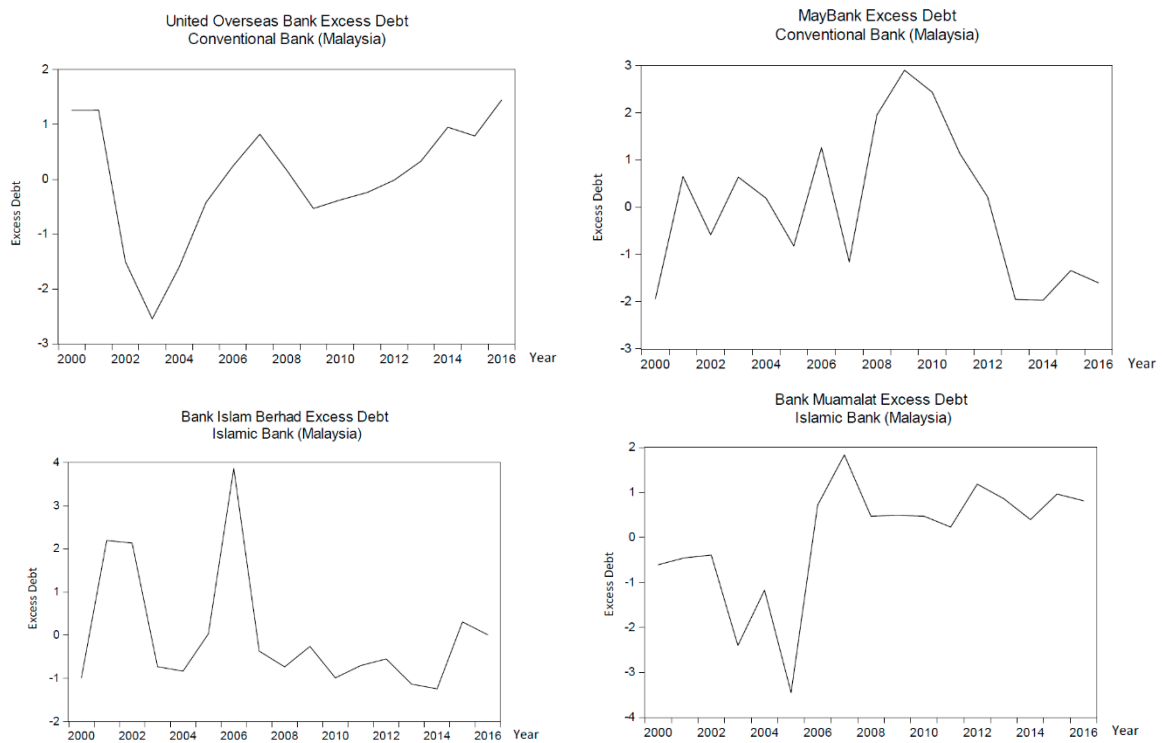 United Overseas Bank Excess Debt
Conventional Bank (Malaysia)
2
1
0
-1
-2
-3
Excess Debt
2000 2002 2004 2006 2008 2010 2012 2014 2016 Year
MayBank Excess Debt
Conventional Bank (Malaysia)
3
2
1
0
-1
-2
-3
Excess Debt
2000 2002 2004 2006 2008 2010 2012 2014 2016 Year
Bank Islam Berhad Excess Debt
Islamic Bank (Malaysia)
4
3
2
1
0
-1
-2
Excess Debt
2000 2002 2004 2006 2008 2010 2012 2014 2016 Year
Bank Muamalat Excess Debt
Islamic Bank (Malaysia)
2
1
0
-1
-2
-3
-4
Excess Debt
2000 2002 2004 2006 2008 2010 2012 2014 2016 Year